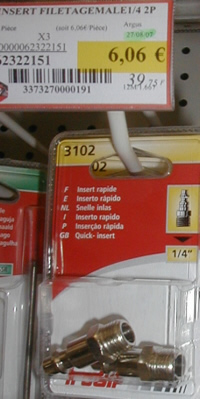 INSERT FILETAGEMALE1/4 2P
Pièce
(soit 6,06€/Pièce)
Argus
X3
27.08.07
0000062322151
62322151
6,06 €
39,75F
3373270000191
3102
02
F Insert rapide
E Inserto rápido
NL Snelle inlas
I Inserto rapido
P Inserção rápida
GB Quick- insert
1/4"